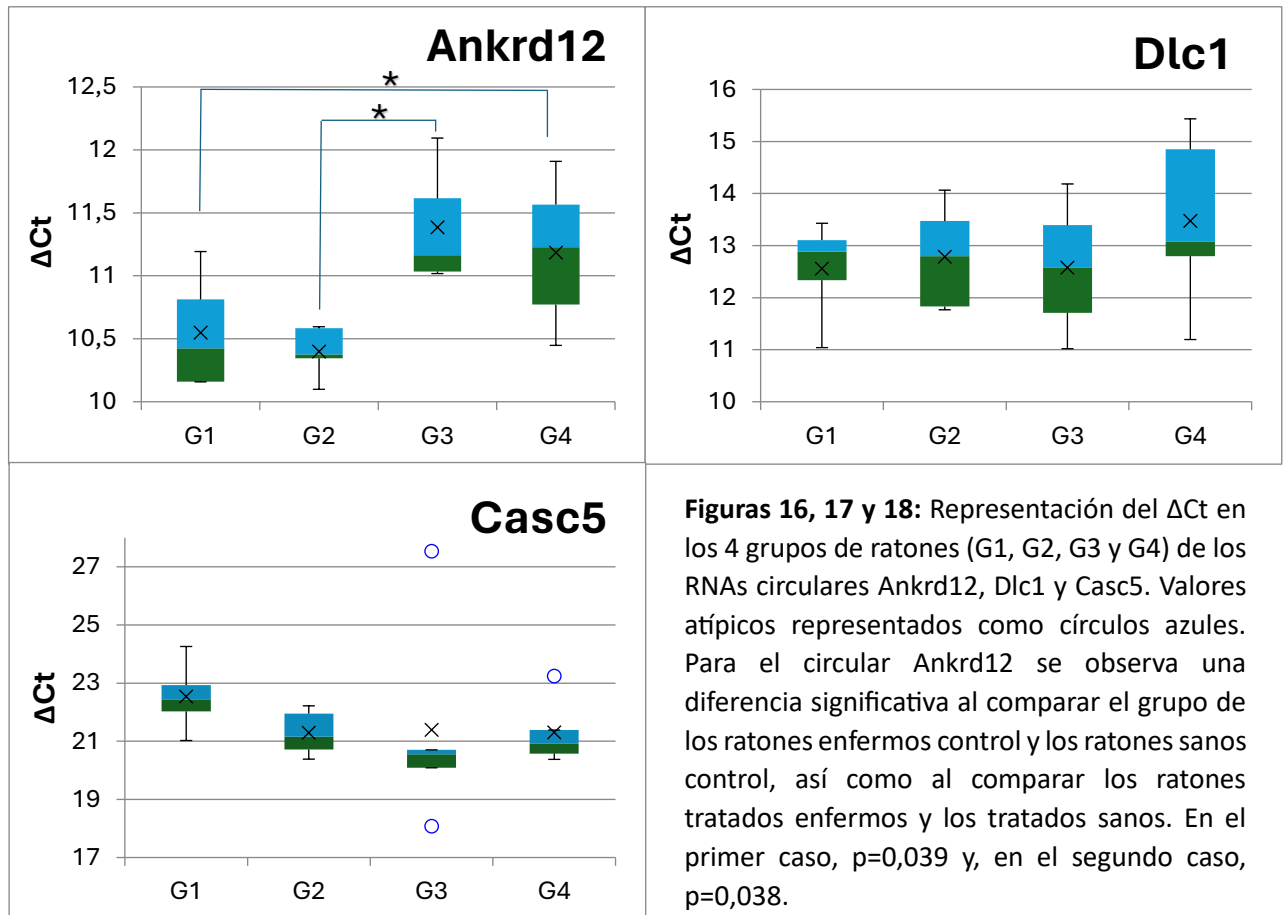 Ankrd12
*
*
12,5
12
11,5
11
10,5
10
ΔCt
G1 G2 G3 G4
Dlc1
16
15
14
13
12
11
10
ΔCt
G1 G2 G3 G4
Casc5
27
25
23
21
19
17
ΔCt
G1 G2 G3 G4
Figuras 16, 17 y 18: Representación del ΔCt en
los 4 grupos de ratones (G1, G2, G3 y G4) de los
RNAs circulares Ankrd12, Dlc1 y Casc5. Valores
atípicos representados como círculos azules.
Para el circular Ankrd12 se observa una
diferencia significativa al comparar el grupo de
los ratones enfermos control y los ratones sanos
control, así como al comparar los ratones
tratados enfermos y los tratados sanos. En el
primer caso, p=0,039 y, en el segundo caso,
p=0,038.